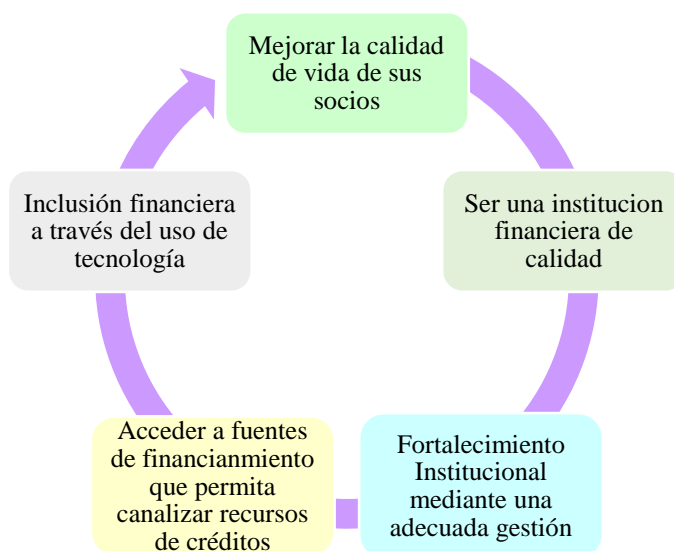 Mejorar la calidad
de vida de sus
socios
Ser una institucion
financiera de
calidad
Fortalecimiento
Institucional
mediante una
adecuada gestión
Acceder a fuentes
de financianmiento
que permita
canalizar recursos
de créditos
Inclusión financiera
a través del uso de
tecnología